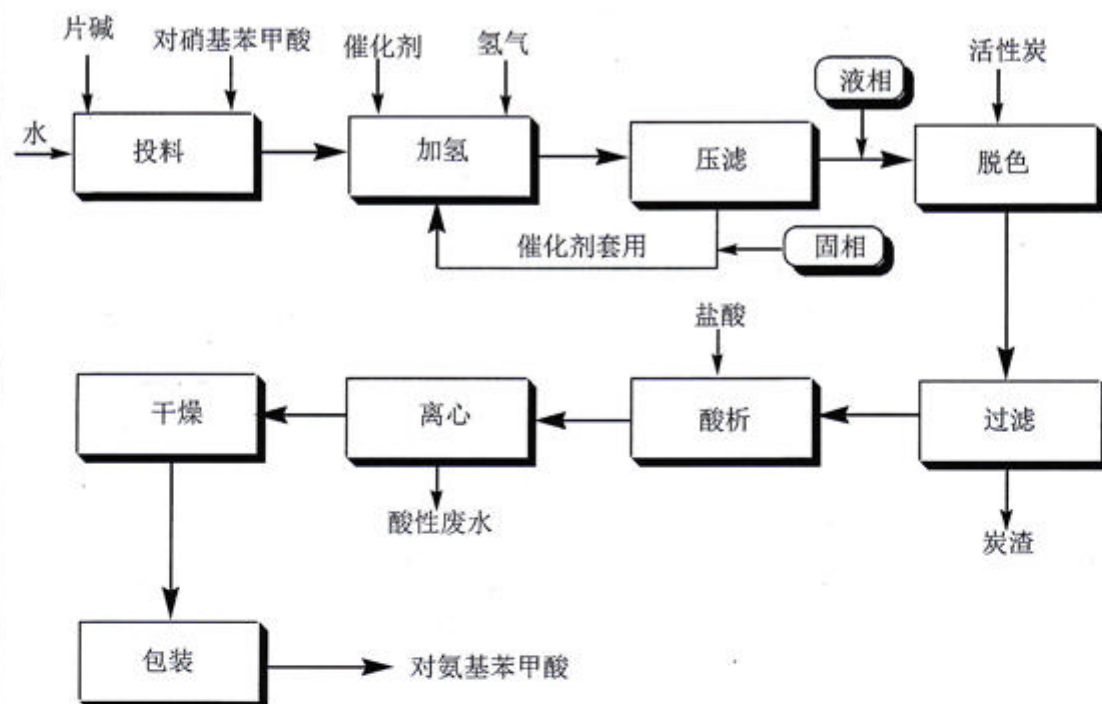 片碱
对硝基苯甲酸
催化剂
氢气
液相
活性炭
水
投料
加氢
压滤
脱色
催化剂套用
固相
盐酸
干燥
离心
酸析
过滤
酸性废水
炭渣
包装
对氨基苯甲酸